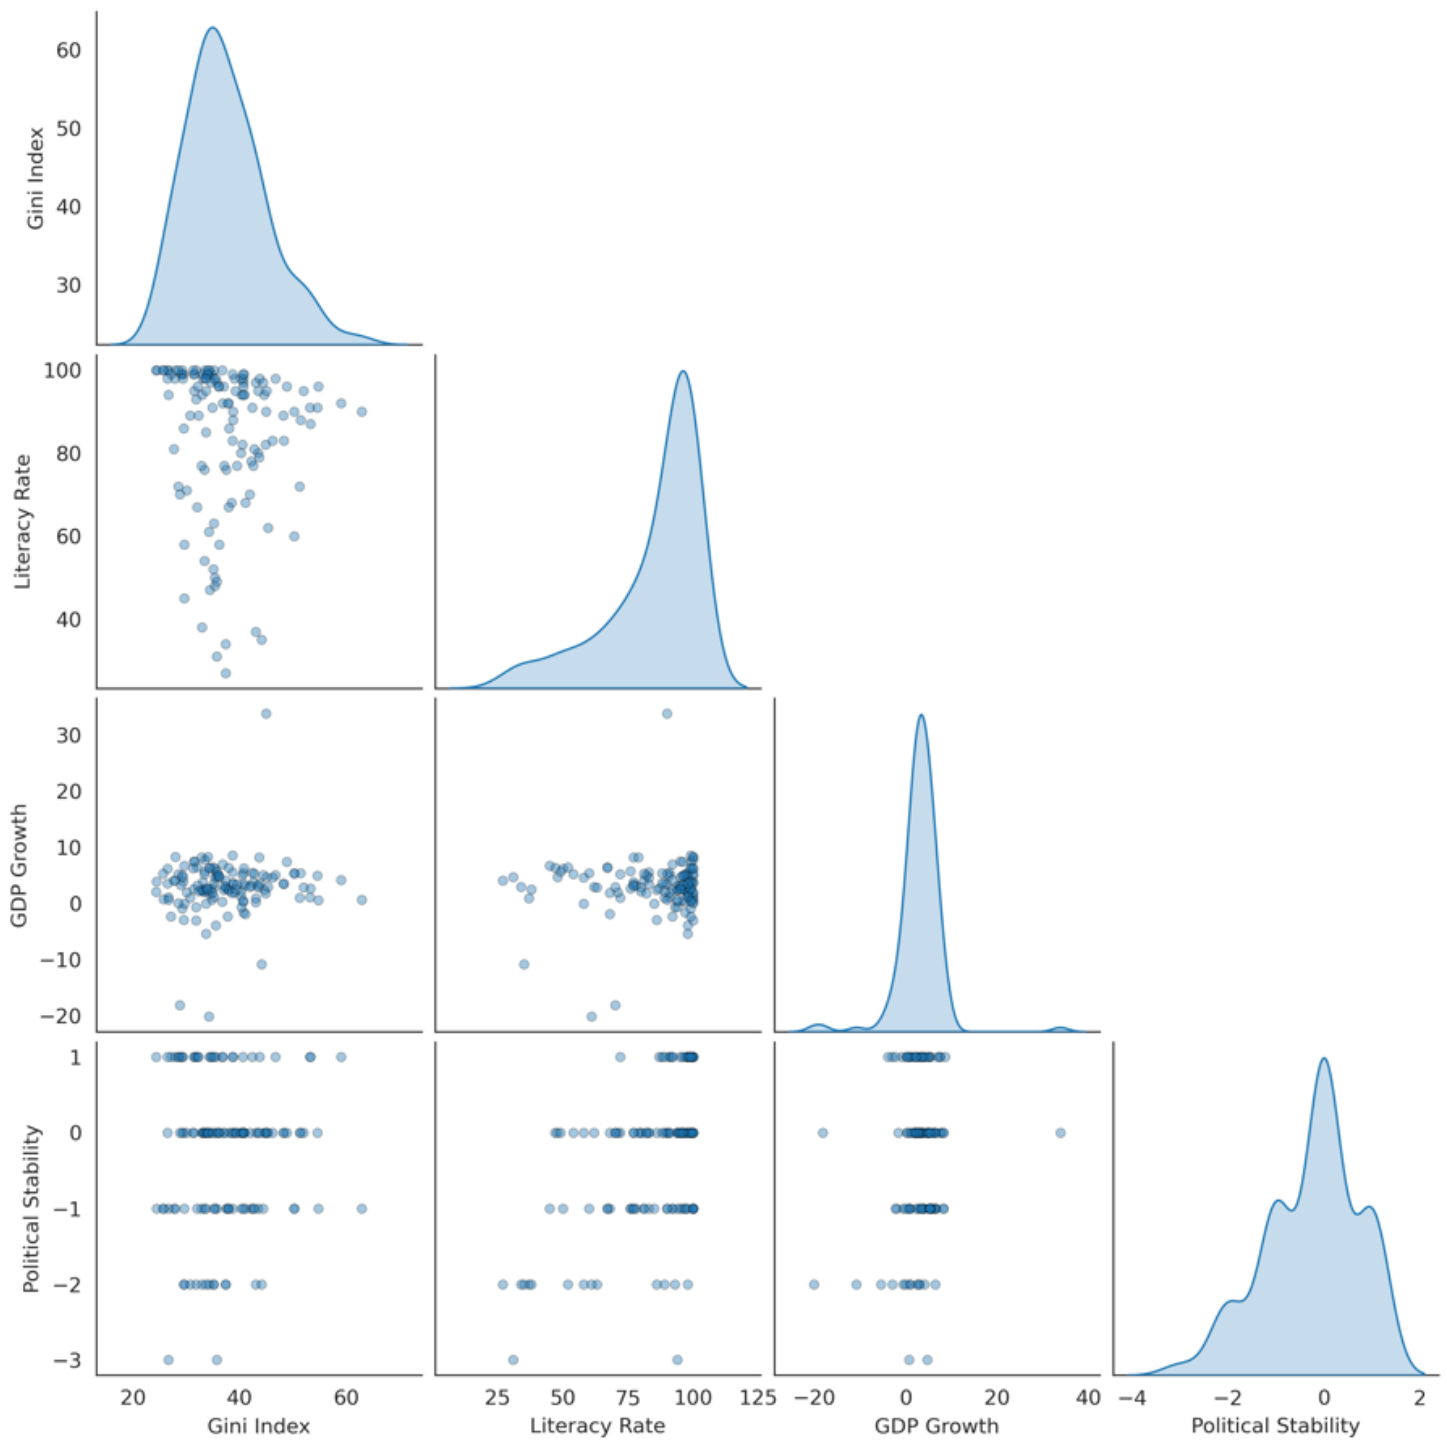 60
50
40
30
Gini Index
100
80
60
40
Literacy Rate
30
20
10
0
−10
−20
GDP Growth
1
0
−1
−2
−3
Political Stability
20 40 60
Gini Index
25 50 75 100 125
Literacy Rate
−20 0 20 40
GDP Growth
−4 −2 0 2
Political Stability